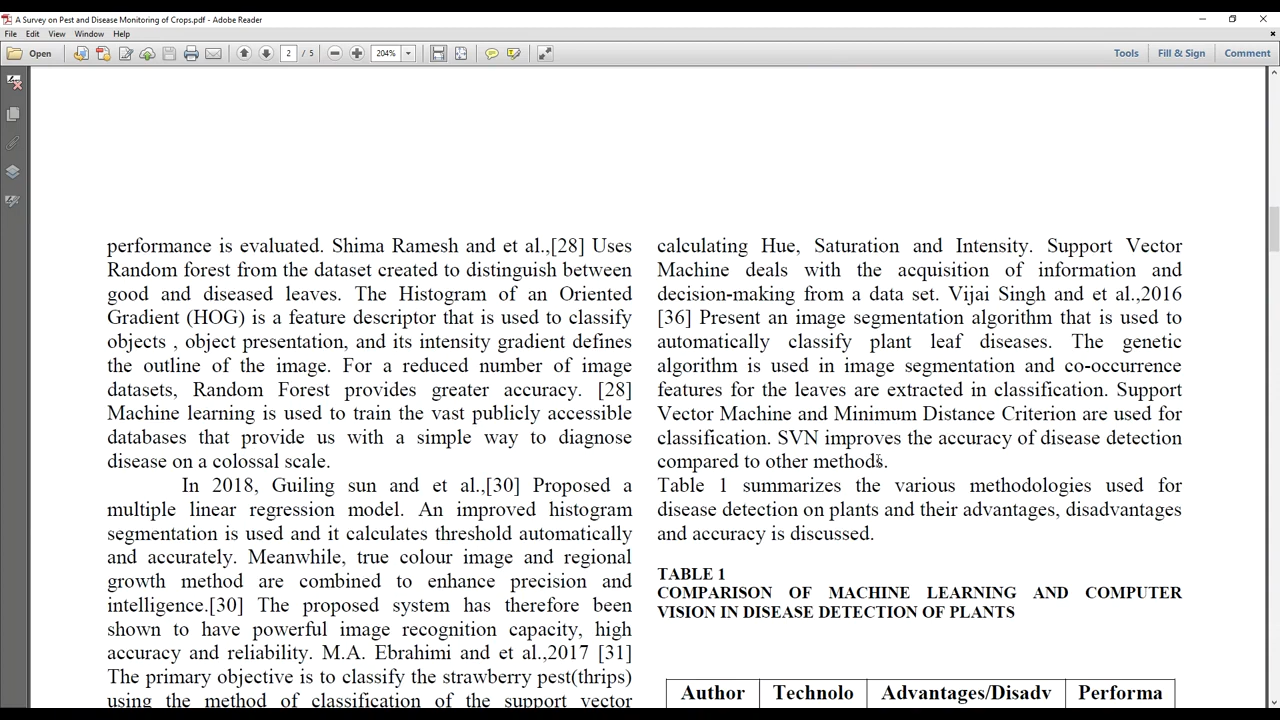 A Survey on Pest and Disease Monitoring of Crops.pdf - Adobe Reader
File Edit View Window Help
Open 2 / 5 204% Tools Fill & Sign Comment
performance is evaluated. Shima Ramesh and et al.,[28] Uses
Random forest from the dataset created to distinguish between
good and diseased leaves. The Histogram of an Oriented
Gradient (HOG) is a feature descriptor that is used to classify
objects , object presentation, and its intensity gradient defines
the outline of the image. For a reduced number of image
datasets, Random Forest provides greater accuracy. [28]
Machine learning is used to train the vast publicly accessible
databases that provide us with a simple way to diagnose
disease on a colossal scale.
In 2018, Guiling sun and et al.,[30] Proposed a
multiple linear regression model. An improved histogram
segmentation is used and it calculates threshold automatically
and accurately. Meanwhile, true colour image and regional
growth method are combined to enhance precision and
intelligence.[30] The proposed system has therefore been
shown to have powerful image recognition capacity, high
accuracy and reliability. M.A. Ebrahimi and et al.,2017 [31]
The primary objective is to classify the strawberry pest(thrips)
using the method of classification of the support vector
calculating Hue, Saturation and Intensity. Support Vector
Machine deals with the acquisition of information and
decision-making from a data set. Vijai Singh and et al.,2016
[36] Present an image segmentation algorithm that is used to
automatically classify plant leaf diseases. The genetic
algorithm is used in image segmentation and co-occurrence
features for the leaves are extracted in classification. Support
Vector Machine and Minimum Distance Criterion are used for
classification. SVN improves the accuracy of disease detection
compared to other methods.
Table 1 summarizes the various methodologies used for
disease detection on plants and their advantages, disadvantages
and accuracy is discussed.
TABLE 1
COMPARISON OF MACHINE LEARNING AND COMPUTER
VISION IN DISEASE DETECTION OF PLANTS
Author Technolo Advantages/Disadv Performa